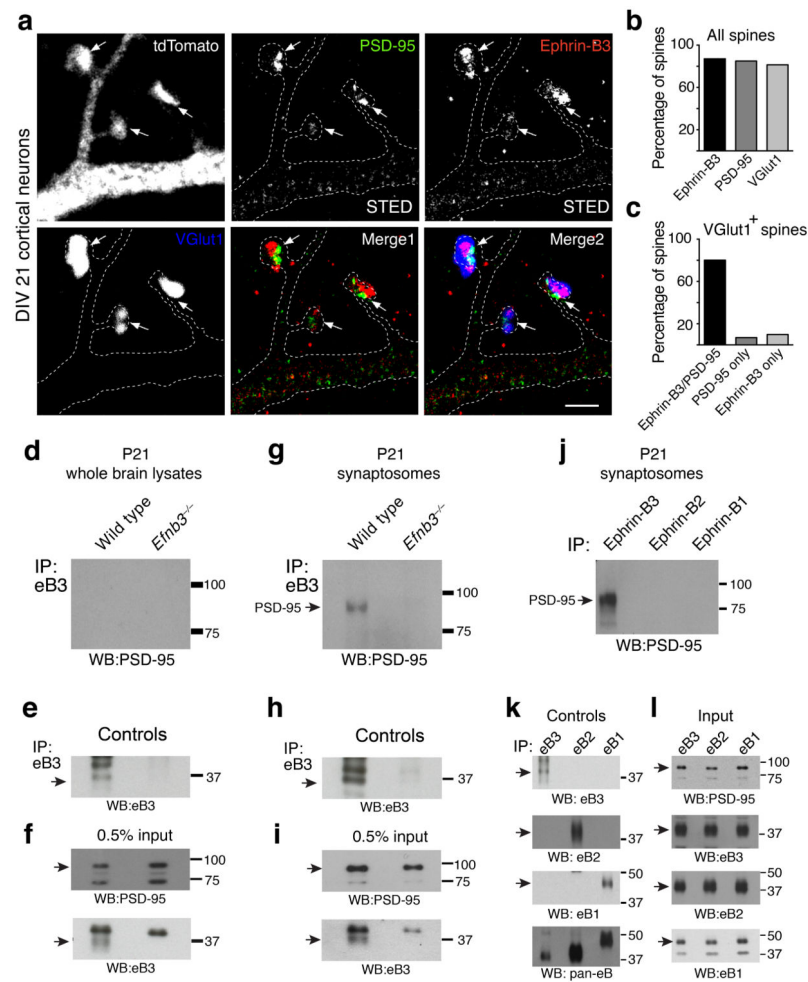 a
DIV 21 cortical neurons
tdTomato
PSD-95
STED
Ephrin-B3
STED
VGlut1
Merge1
Merge2
b
All spines
Percentage of spines
100
60
20
Ephrin-B3
PSD-95
VGlut1
c
VGlut1+ spines
Percentage of spines
60
20
Ephrin-B3/PSD-95
PSD-95 only
Ephrin-B3 only
d
P21
whole brain lysates
Wild type
Efnb3-/-
IP:
eB3
100
75
WB:PSD-95
g
P21
synaptosomes
Wild type
Efnb3-/-
IP:
eB3
PSD-95
100
75
WB:PSD-95
j
P21
synaptosomes
IP:
Ephrin-B3
Ephrin-B2
Ephrin-B1
PSD-95
100
75
WB:PSD-95
e
Controls
IP:
eB3
37
WB:eB3
f
0.5% input
100
75
WB:PSD-95
37
WB:eB3
h
Controls
IP:
eB3
37
WB:eB3
i
0.5% input
100
75
WB:PSD-95
37
WB:eB3
k
Controls
IP:
eB3
eB2
eB1
37
WB: eB3
37
WB: eB2
50
37
WB: eB1
50
37
WB: pan-eB
l
Input
eB3
eB2
eB1
100
75
WB:PSD-95
37
WB:eB3
50
37
WB:eB2
50
37
WB:eB1